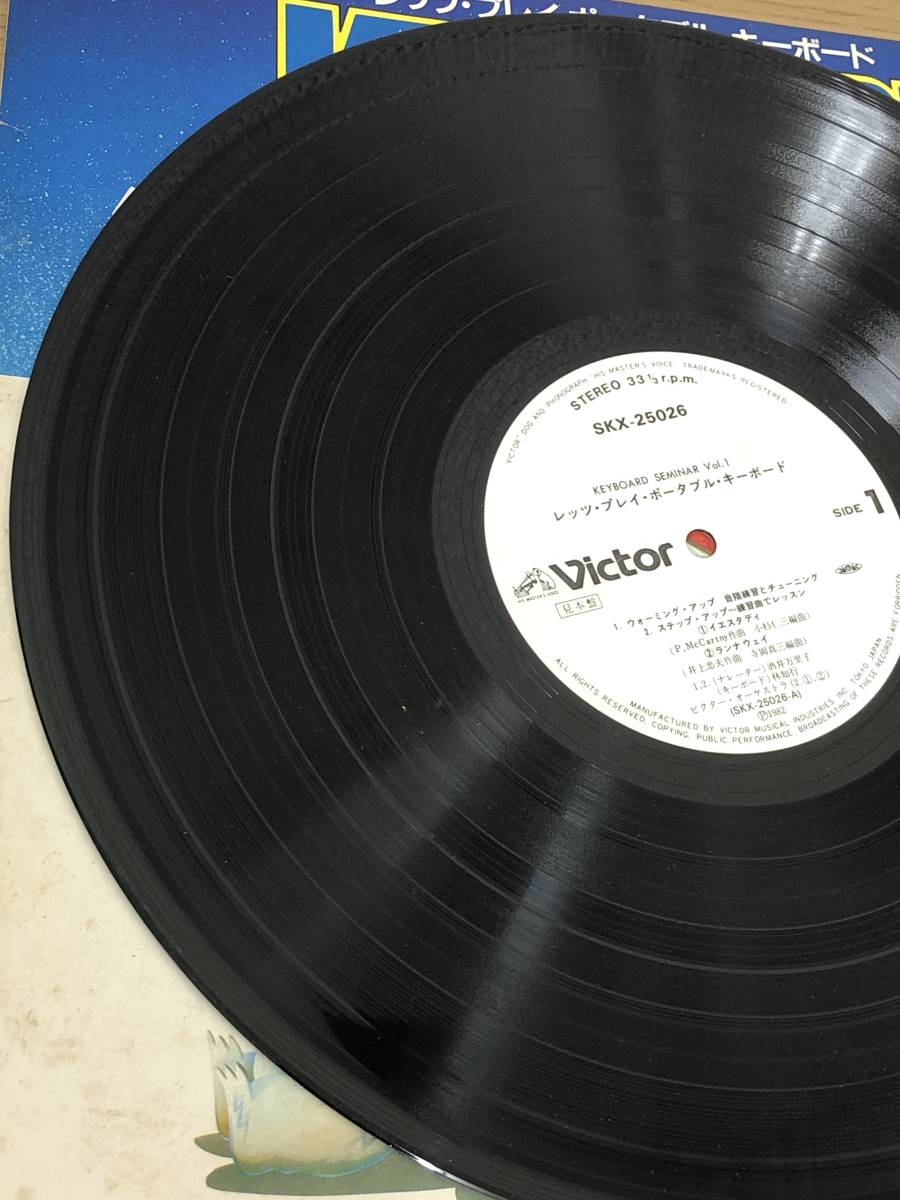 レッツ・プレイ・ポータブル・キーボード
VICTOR" "DOG AND PHONOGRAPH" "HIS MASTER'S VOICE" TRADEMARKS REGISTERED
STEREO 33 1/3 r.p.m.
SKX-25026
KEYBOARD SEMINAR Vol.1
レッツ・プレイ・ポータブル・キーボード
SIDE 1
Victor
HIS MASTER'S VOICE
見本盤
1. ウォーミング・アップ 音階練習とチューニング
2. ステップ・アップ〜練習曲でレッスン
①イエスタデイ
(P.McCartny作曲 小杉仁三編曲)
②ランナウェイ
(井上忠夫作曲 寺岡真三編曲)
1,2.(ナレーター)酒井万里子
(キーボード)林知行
ビクター・オーケストラ(2.①,②)
(SKX-25026-A)
Ⓟ1982
MANUFACTURED BY VICTOR MUSICAL INDUSTRIES INC. TOKYO JAPAN
ALL RIGHTS RESERVED, COPYING, PUBLIC PERFORMANCE, BROADCASTING OF THESE RECORDS ARE FORBIDDEN